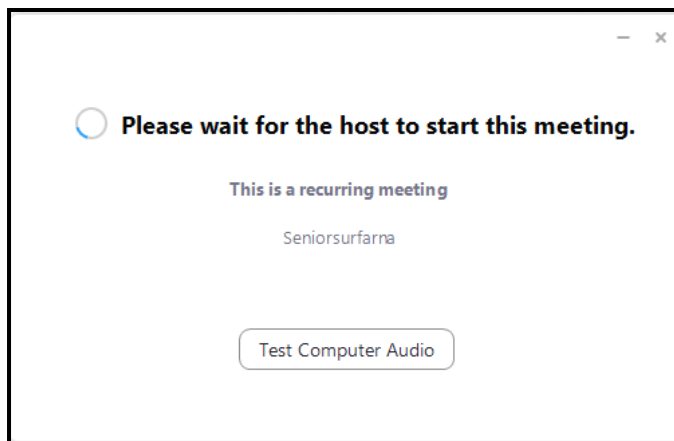 Please wait for the host to start this meeting.
This is a recurring meeting
Seniorsurfarna
Test Computer Audio